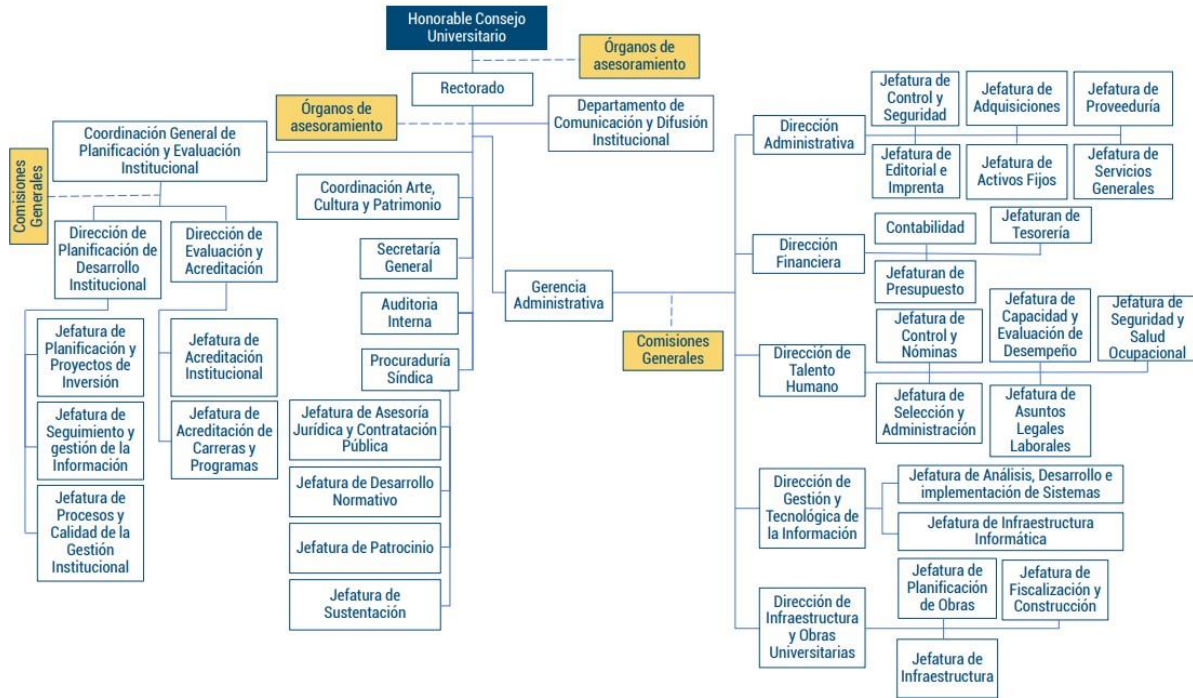 Honorable Consejo
Universitario
Órganos de
asesoramiento
Rectorado
Órganos de
asesoramiento
Departamento de
Comunicación y Difusión
Institucional
Coordinación General de
Planificación y Evaluación
Institucional
Comisiones
Generales
Dirección de
Planificación de
Desarrollo
Institucional
Dirección de
Evaluación y
Acreditación
Jefatura de
Planificación y
Proyectos de
Inversión
Jefatura de
Seguimiento y
gestión de la
Información
Jefatura de
Procesos y
Calidad de la
Gestión
Institucional
Jefatura de
Acreditación
Institucional
Jefatura de
Acreditación de
Carreras y
Programas
Coordinación Arte,
Cultura y Patrimonio
Secretaría
General
Auditoria
Interna
Procuraduría
Síndica
Jefatura de Asesoría
Jurídica y Contratación
Pública
Jefatura de Desarrollo
Normativo
Jefatura de Patrocinio
Jefatura de
Sustentación
Gerencia
Administrativa
Comisiones
Generales
Dirección
Administrativa
Jefatura de
Control y
Seguridad
Jefatura de
Adquisiciones
Jefatura de
Proveeduría
Jefatura de
Editorial e
Imprenta
Jefatura de
Activos Fijos
Jefatura de
Servicios
Generales
Dirección
Financiera
Contabilidad
Jefaturan de
Tesorería
Jefaturan de
Presupuesto
Dirección de
Talento
Humano
Jefatura de
Control y
Nóminas
Jefatura de
Capacidad y
Evaluación de
Desempeño
Jefatura de
Seguridad y
Salud
Ocupacional
Jefatura de
Selección y
Administración
Jefatura de
Asuntos
Legales
Laborales
Dirección de
Gestión y
Tecnológica de
la Información
Jefatura de Análisis, Desarrollo e
implementación de Sistemas
Jefatura de Infraestructura
Informática
Dirección de
Infraestructura
y Obras
Universitarias
Jefatura de
Planificación
de Obras
Jefatura de
Fiscalización y
Construcción
Jefatura de
Infraestructura